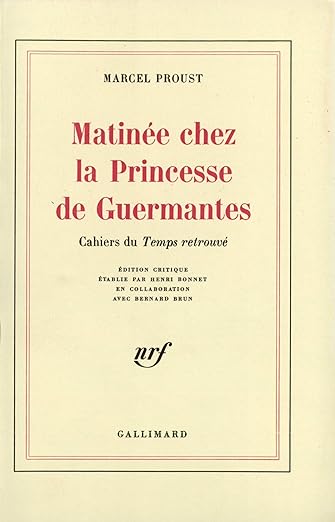 MARCEL PROUST
Matinée chez
la Princesse
de Guermantes
Cahiers du Temps retrouvé
ÉDITION CRITIQUE
ÉTABLIE PAR HENRI BONNET
EN COLLABORATION
AVEC BERNARD BRUN
nrf
GALLIMARD